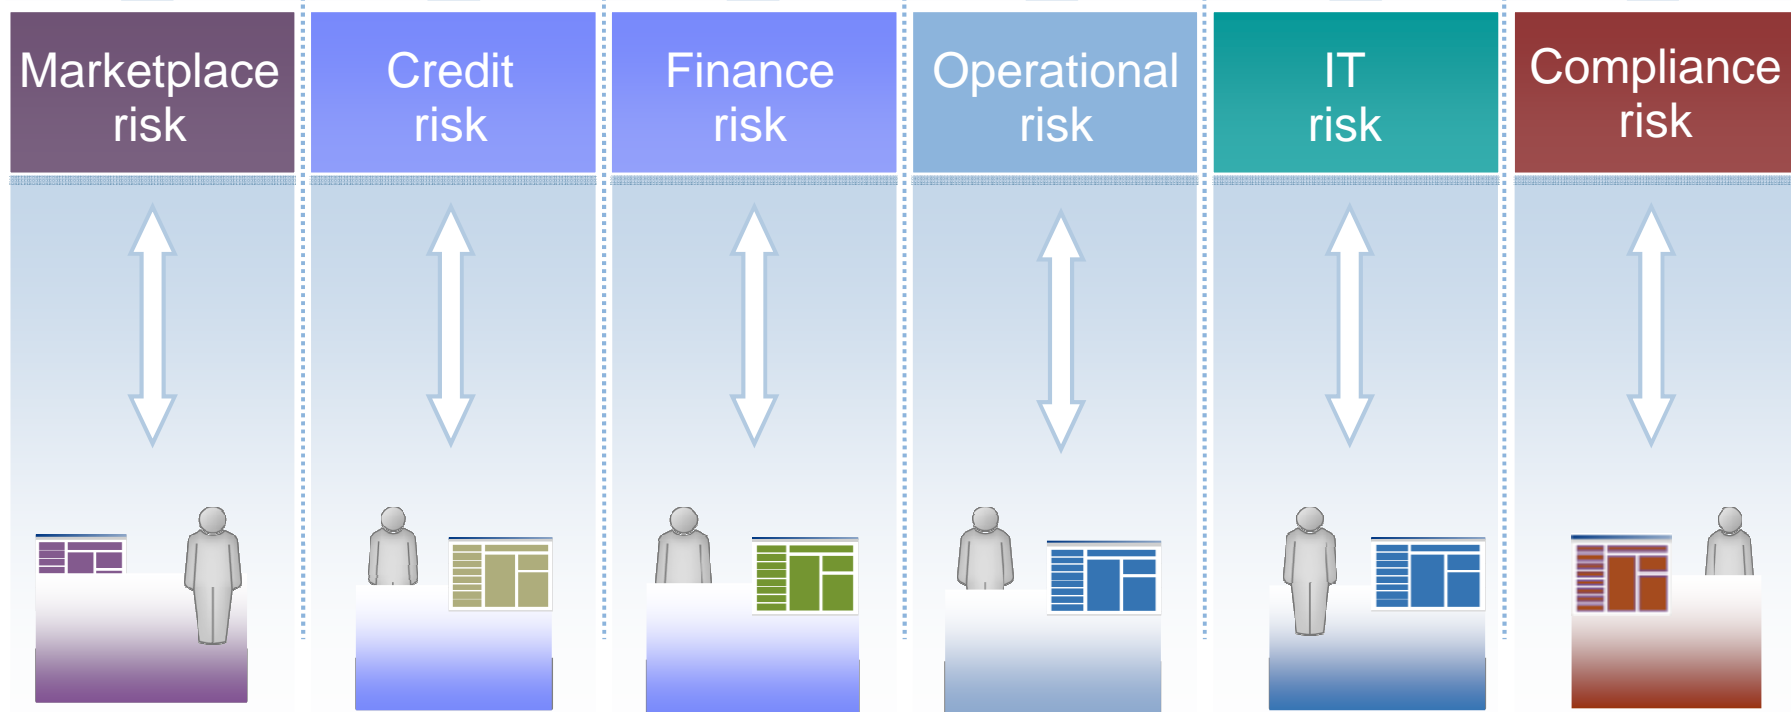 Marketplace
risk
Credit
risk
Finance
risk
Operational
risk
IT
risk
Compliance
risk